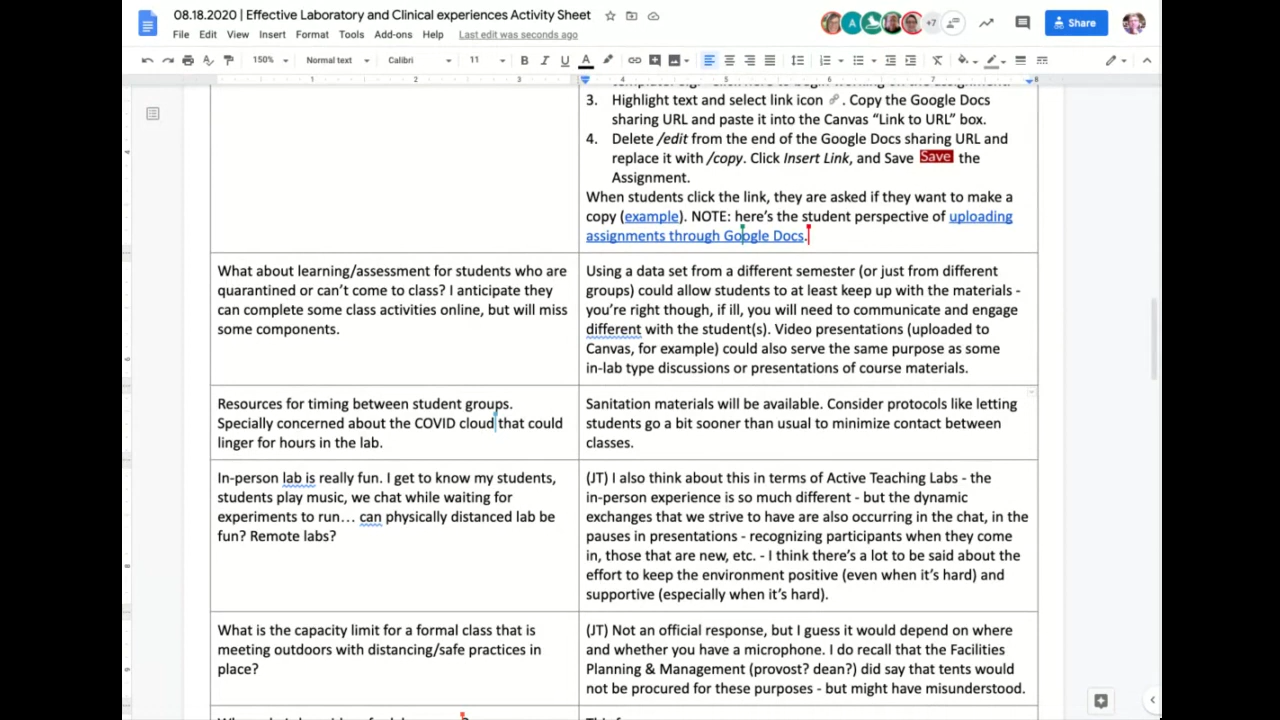 08.18.2020 | Effective Laboratory and Clinical experiences Activity Sheet
A
+7
Share
File Edit View Insert Format Tools Add-ons Help Last edit was seconds ago
150% Normal text Calibri 11 B I U A
1 2 3 4 5 6 7 8
3. Highlight text and select link icon . Copy the Google Docs
sharing URL and paste it into the Canvas “Link to URL” box.
4. Delete /edit from the end of the Google Docs sharing URL and
replace it with /copy. Click Insert Link, and Save Save the
Assignment.
When students click the link, they are asked if they want to make a
copy (example). NOTE: here’s the student perspective of uploading
assignments through Google Docs.
What about learning/assessment for students who are
quarantined or can’t come to class? I anticipate they
can complete some class activities online, but will miss
some components.
Using a data set from a different semester (or just from different
groups) could allow students to at least keep up with the materials -
you’re right though, if ill, you will need to communicate and engage
different with the student(s). Video presentations (uploaded to
Canvas, for example) could also serve the same purpose as some
in-lab type discussions or presentations of course materials.
Resources for timing between student groups.
Specially concerned about the COVID cloud that could
linger for hours in the lab.
Sanitation materials will be available. Consider protocols like letting
students go a bit sooner than usual to minimize contact between
classes.
In-person lab is really fun. I get to know my students,
students play music, we chat while waiting for
experiments to run… can physically distanced lab be
fun? Remote labs?
(JT) I also think about this in terms of Active Teaching Labs - the
in-person experience is so much different - but the dynamic
exchanges that we strive to have are also occurring in the chat, in the
pauses in presentations - recognizing participants when they come
in, those that are new, etc. - I think there’s a lot to be said about the
effort to keep the environment positive (even when it’s hard) and
supportive (especially when it’s hard).
What is the capacity limit for a formal class that is
meeting outdoors with distancing/safe practices in
place?
(JT) Not an official response, but I guess it would depend on where
and whether you have a microphone. I do recall that the Facilities
Planning & Management (provost? dean?) did say that tents would
not be procured for these purposes - but might have misunderstood.